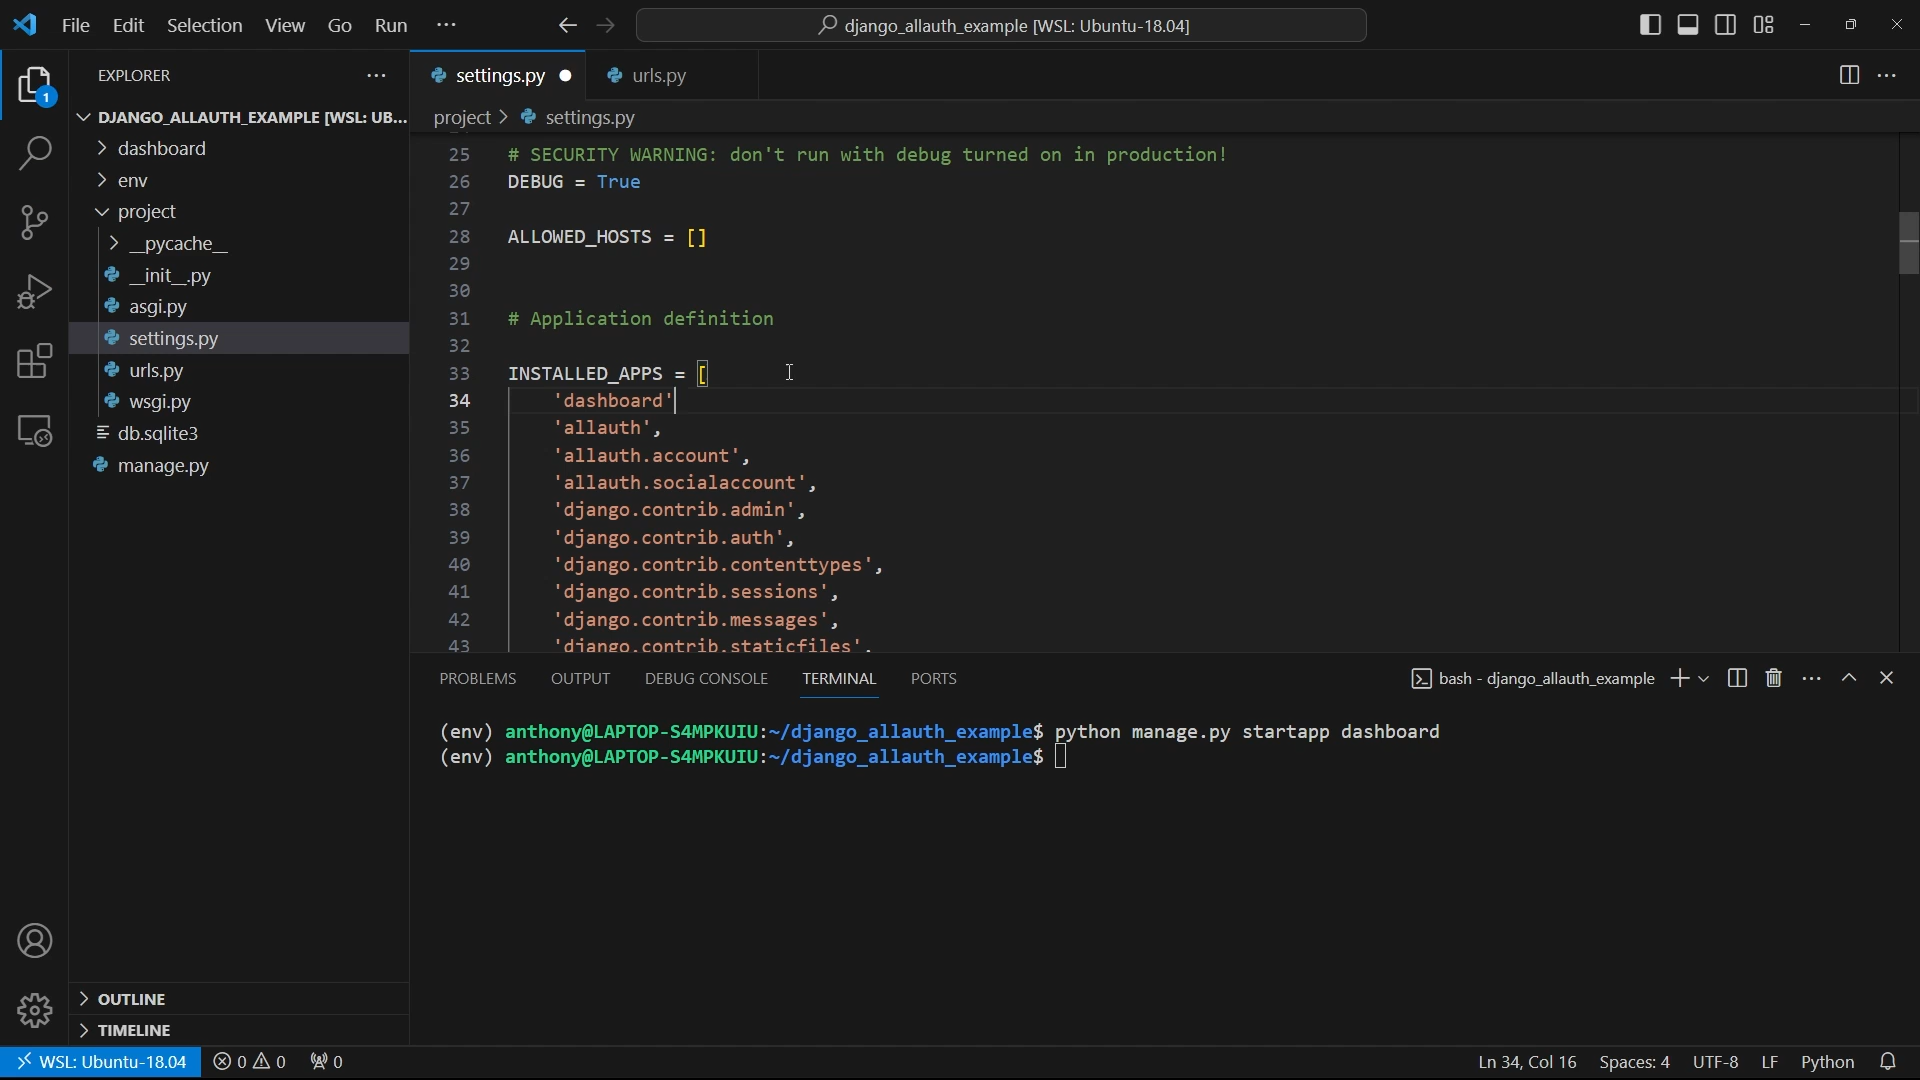 File Edit Selection View Go Run ··· django_allauth_example [WSL: Ubuntu-18.04]
EXPLORER
1
DJANGO_ALLAUTH_EXAMPLE [WSL: UB...
dashboard
env
project
__pycache__
__init__.py
asgi.py
settings.py
urls.py
wsgi.py
db.sqlite3
manage.py
OUTLINE
TIMELINE
settings.py urls.py
project > settings.py
25 # SECURITY WARNING: don't run with debug turned on in production!
26 DEBUG = True
27
28 ALLOWED_HOSTS = []
29
30
31 # Application definition
32
33 INSTALLED_APPS = [
34 'dashboard'
35 'allauth',
36 'allauth.account',
37 'allauth.socialaccount',
38 'django.contrib.admin',
39 'django.contrib.auth',
40 'django.contrib.contenttypes',
41 'django.contrib.sessions',
42 'django.contrib.messages',
43 'django.contrib.staticfiles',
PROBLEMS OUTPUT DEBUG CONSOLE TERMINAL PORTS bash - django_allauth_example
(env) anthony@LAPTOP-S4MPKUIU:~/django_allauth_example$ python manage.py startapp dashboard
(env) anthony@LAPTOP-S4MPKUIU:~/django_allauth_example$
WSL: Ubuntu-18.04 0 0 0 Ln 34, Col 16 Spaces: 4 UTF-8 LF Python